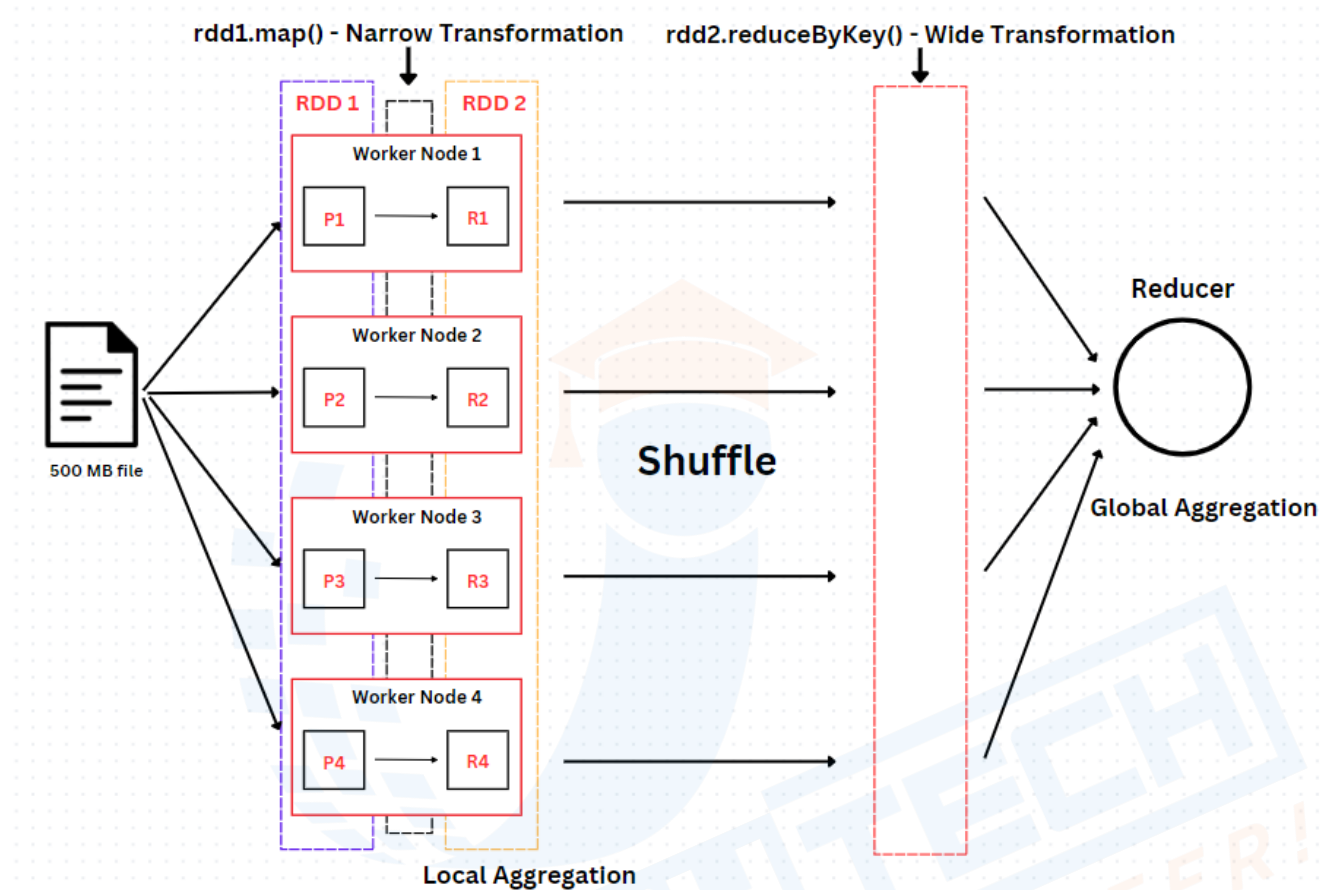 rdd1.map() - Narrow Transformation
rdd2.reduceByKey() - Wide Transformation
RDD 1
RDD 2
Worker Node 1
P1
R1
Worker Node 2
P2
R2
Worker Node 3
P3
R3
Worker Node 4
P4
R4
500 MB file
Shuffle
Reducer
Global Aggregation
Local Aggregation
TECH
ER!